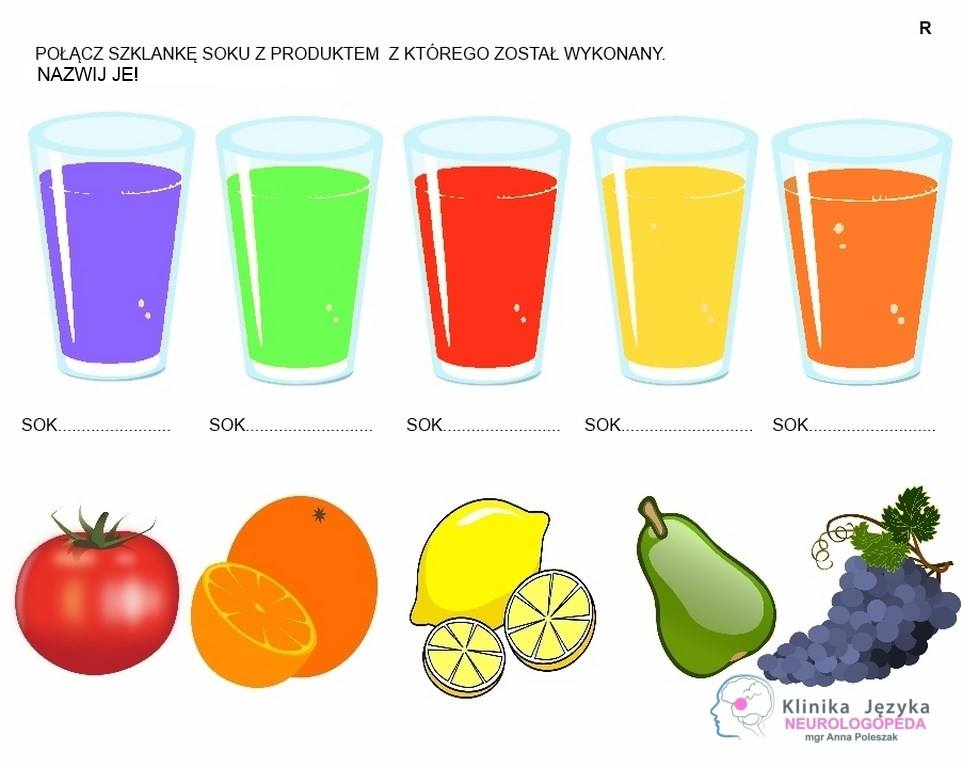 R
POŁĄCZ SZKLANKĘ SOKU Z PRODUKTEM Z KTÓREGO ZOSTAŁ WYKONANY.
NAZWIJ JE!
SOK..................... SOK........................ SOK........................ SOK......................... SOK..............................
Klinika Języka
NEUROLOGOPEDA
mgr Anna Poleszak